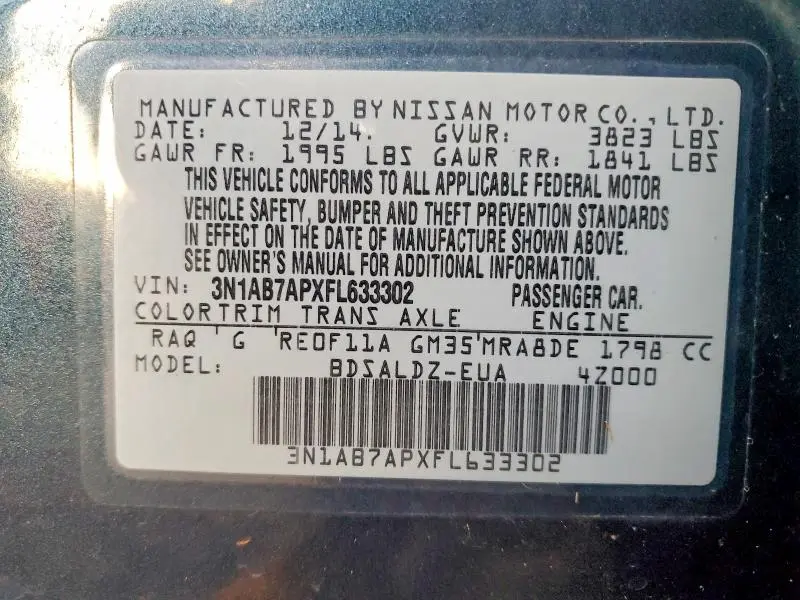 MANUFACTURED BY NISSAN MOTOR CO., LTD.
DATE: 12/14. GVWR: 3823 LBS
GAWR FR: 1995 LBS GAWR RR: 1841 LBS
THIS VEHICLE CONFORMS TO ALL APPLICABLE FEDERAL MOTOR
VEHICLE SAFETY, BUMPER AND THEFT PREVENTION STANDARDS
IN EFFECT ON THE DATE OF MANUFACTURE SHOWN ABOVE.
SEE OWNER'S MANUAL FOR ADDITIONAL INFORMATION.
VIN: 3N1AB7APXFL633302 PASSENGER CAR.
COLOR TRIM TRANS AXLE ENGINE
RAQ G RE0F11A GM35 MRA8DE 1798 CC
MODEL: BDSALDZ-EUA 4Z000
3N1AB7APXFL633302